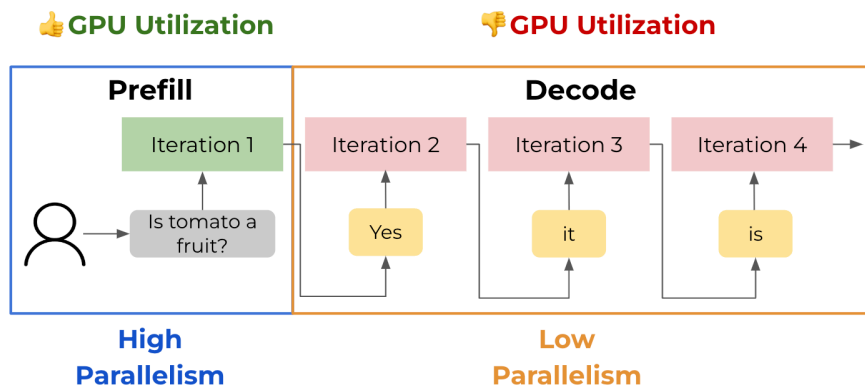 👍GPU Utilization
👎GPU Utilization
Prefill
Decode
Iteration 1
Iteration 2
Iteration 3
Iteration 4
Is tomato a
fruit?
Yes
it
is
High
Parallelism
Low
Parallelism